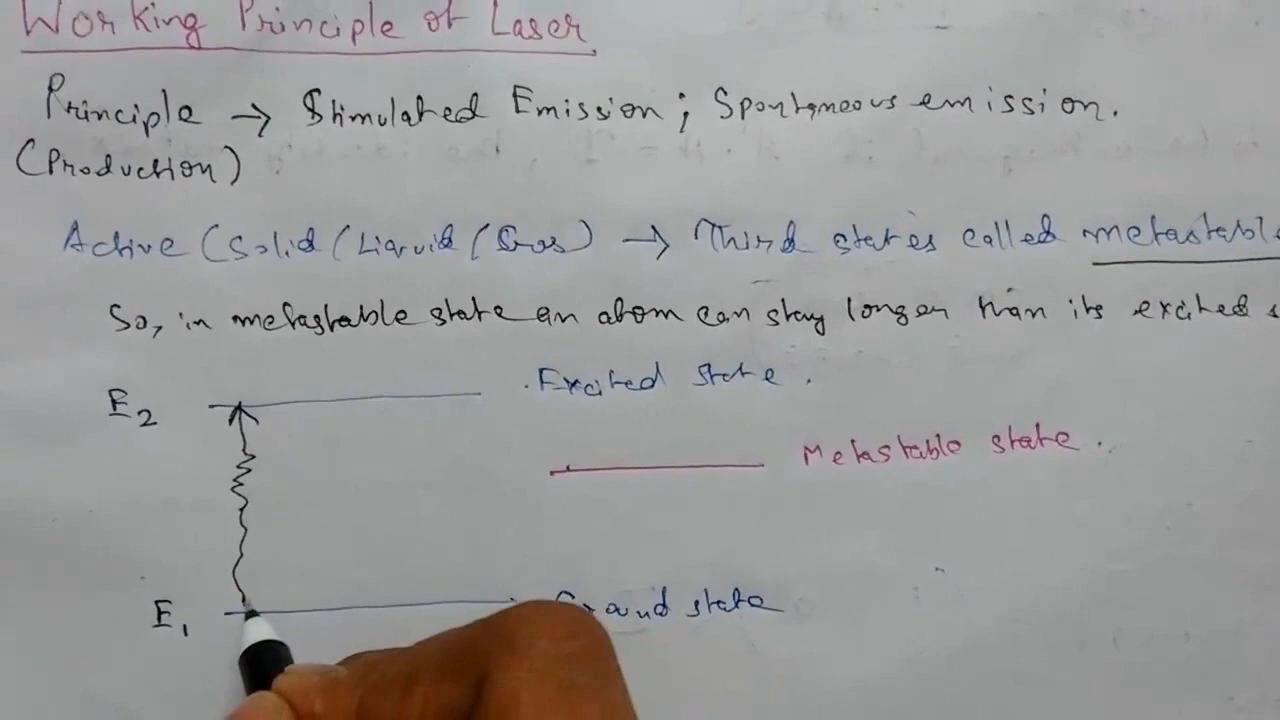 Working Principle of Laser
Principle → Stimulated Emission; Spontaneous emission.
(Production)
Active (Solid/Liquid/Gas) → Third states called metastable
So, in metastable state an atom can stay longer than its excited s
E2 . Excited state .
Metastable state .
E1 Ground state